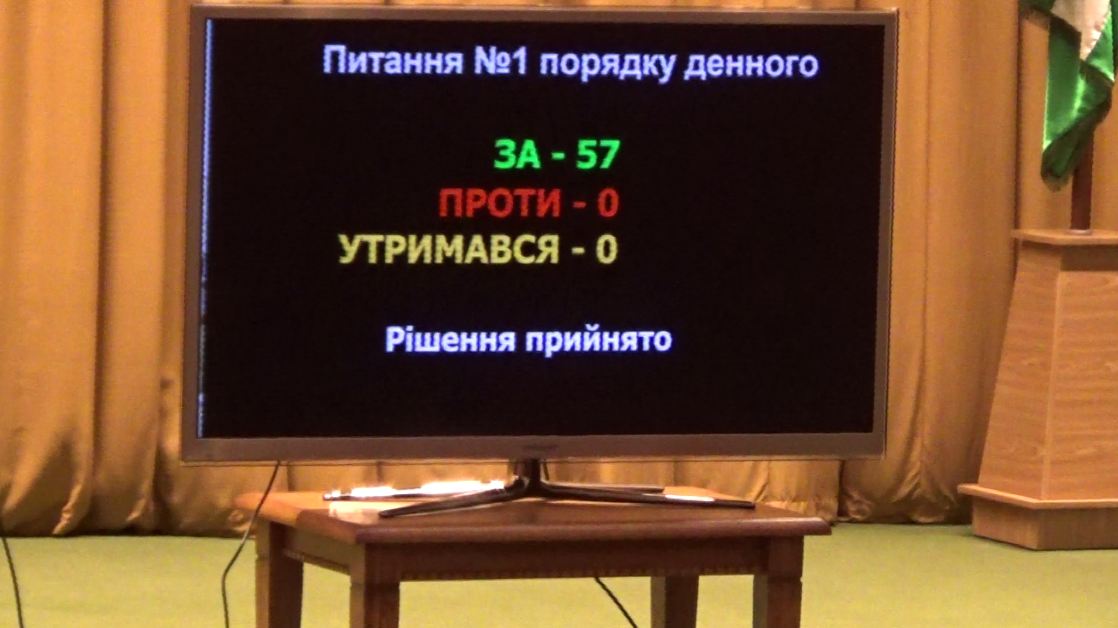 Питання №1 порядку денного
ЗА - 57
ПРОТИ - 0
УТРИМАВСЯ - 0
Рішення прийнято